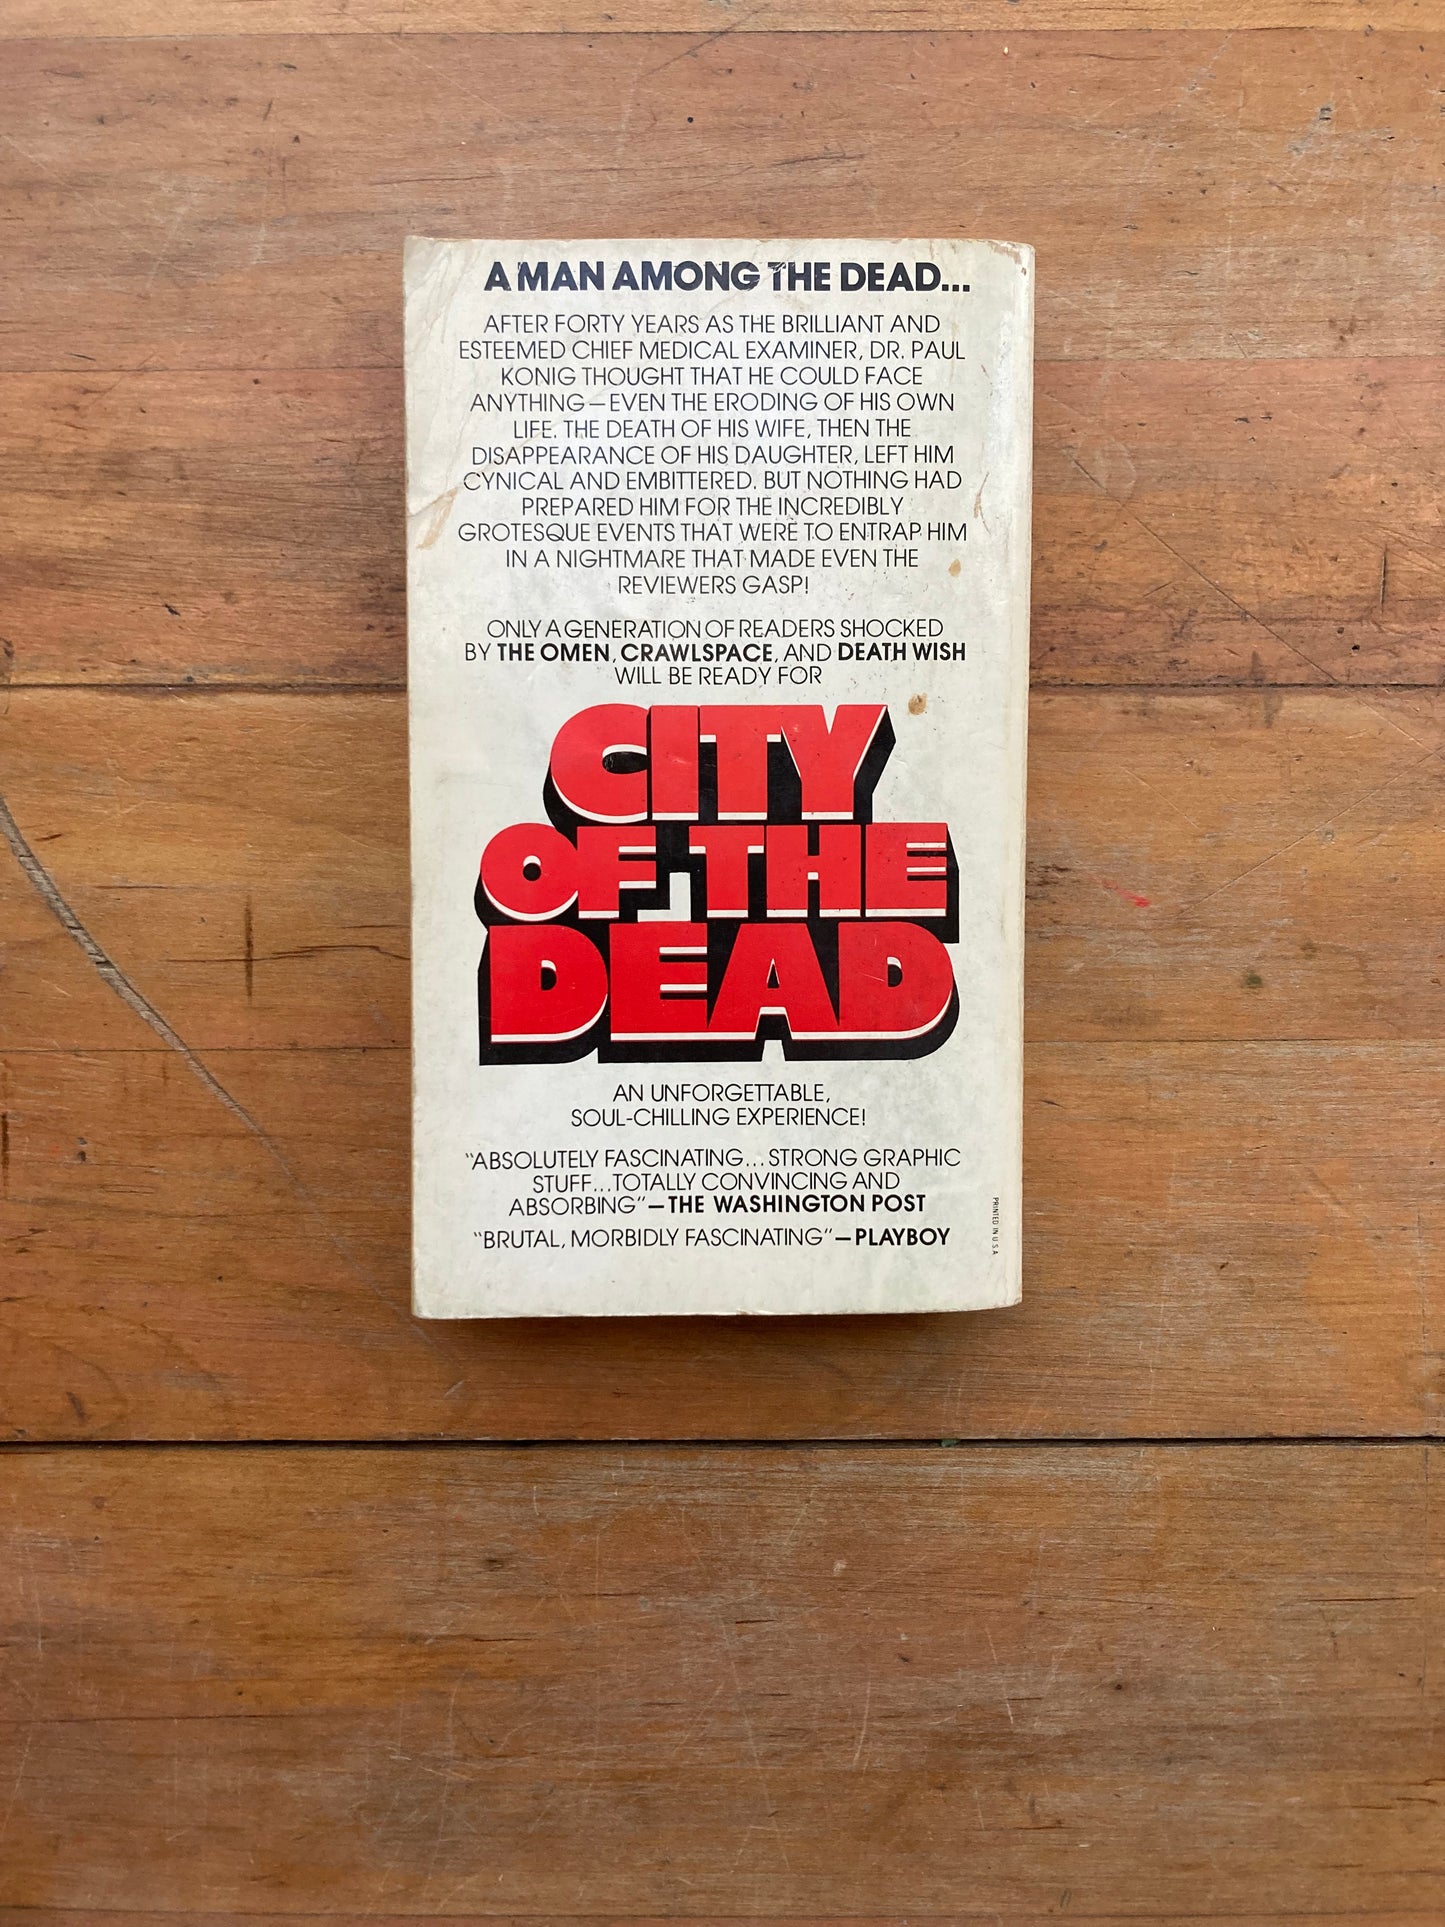 A MAN AMONG THE DEAD...
AFTER FORTY YEARS AS THE BRILLIANT AND
ESTEEMED CHIEF MEDICAL EXAMINER, DR. PAUL
KONIG THOUGHT THAT HE COULD FACE
ANYTHING—EVEN THE ERODING OF HIS OWN
LIFE. THE DEATH OF HIS WIFE, THEN THE
DISAPPEARANCE OF HIS DAUGHTER, LEFT HIM
CYNICAL AND EMBITTERED. BUT NOTHING HAD
PREPARED HIM FOR THE INCREDIBLY
GROTESQUE EVENTS THAT WERE TO ENTRAP HIM
IN A NIGHTMARE THAT MADE EVEN THE
REVIEWERS GASP!
ONLY A GENERATION OF READERS SHOCKED
BY THE OMEN, CRAWLSPACE, AND DEATH WISH
WILL BE READY FOR
CITY
OF THE
DEAD
AN UNFORGETTABLE,
SOUL-CHILLING EXPERIENCE!
"ABSOLUTELY FASCINATING...STRONG GRAPHIC
STUFF...TOTALLY CONVINCING AND
ABSORBING"—THE WASHINGTON POST
"BRUTAL, MORBIDLY FASCINATING"—PLAYBOY
PRINTED IN U.S.A.